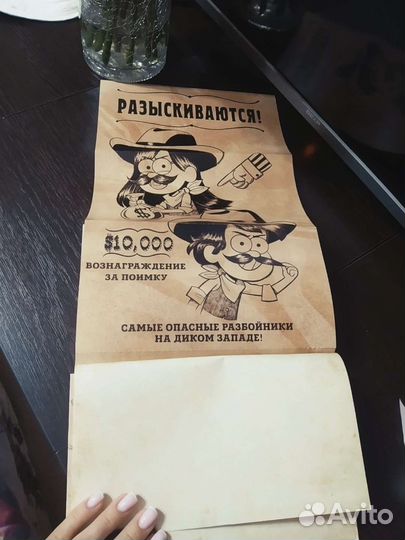 РАЗЫСКИВАЮТСЯ!
$
$10,000
ВОЗНАГРАЖДЕНИЕ
ЗА ПОИМКУ
САМЫЕ ОПАСНЫЕ РАЗБОЙНИКИ
НА ДИКОМ ЗАПАДЕ!
Avito